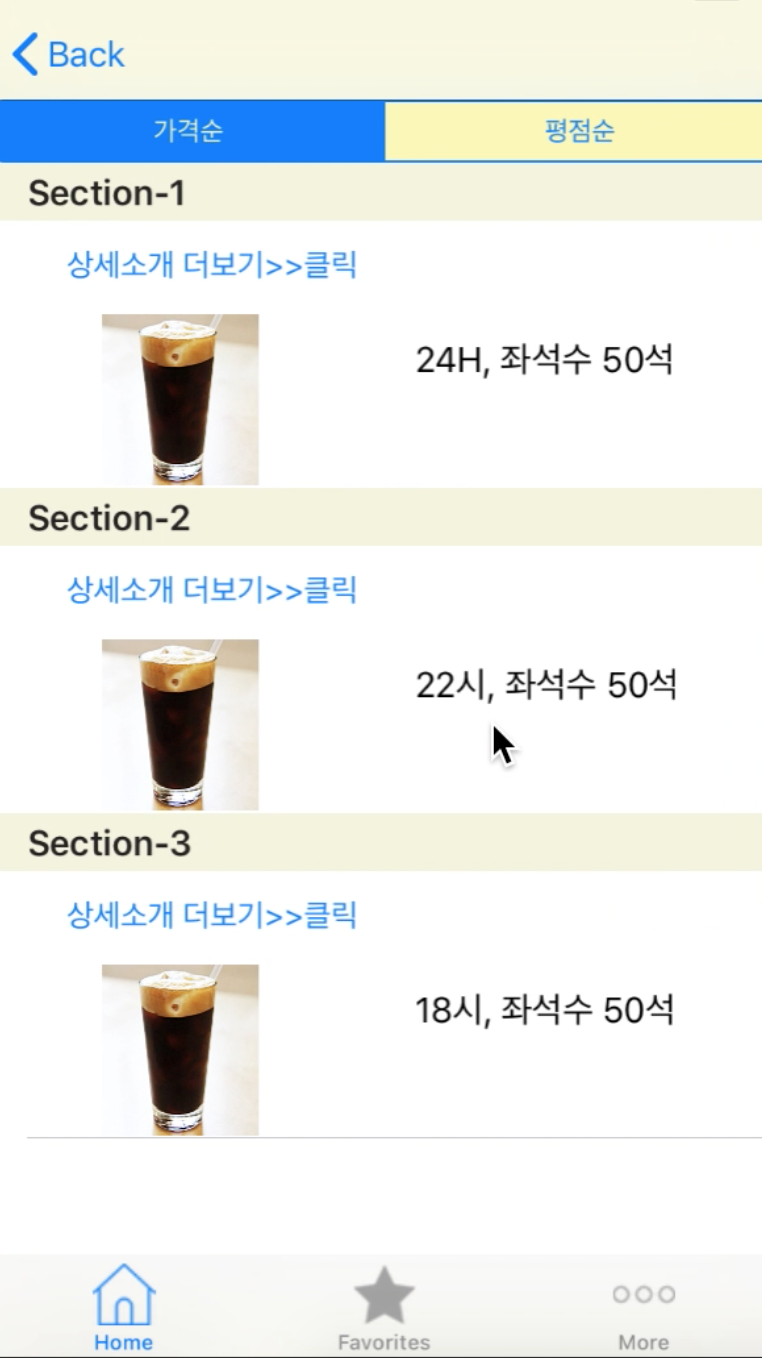 Back
가격순
평점순
Section-1
상세소개 더보기>>클릭
24H, 좌석수 50석
Section-2
상세소개 더보기>>클릭
22시, 좌석수 50석
Section-3
상세소개 더보기>>클릭
18시, 좌석수 50석
Home
Favorites
More